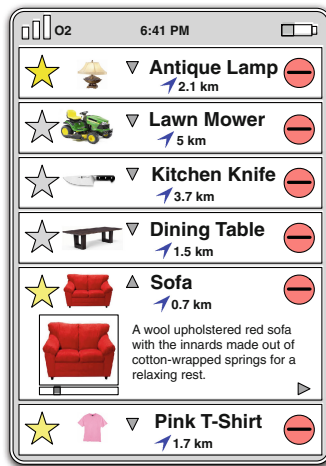 O2 6:41 PM
Antique Lamp
2.1 km
Lawn Mower
5 km
Kitchen Knife
3.7 km
Dining Table
1.5 km
Sofa
0.7 km
A wool upholstered red sofa
with the innards made out of
cotton-wrapped springs for a
relaxing rest.
Pink T-Shirt
1.7 km